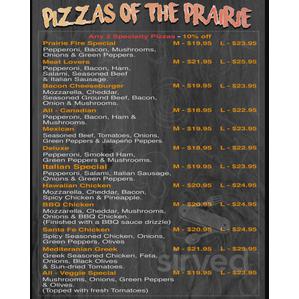 PIZZAS OF THE PRAIRIE
Any 2 Specialty Pizzas - 10% off
Prairie Fire Special M - $19.95 L - $23.95
Pepperoni, Bacon, Mushrooms,
Onions & Green Pepper.
Meat Lovers M - $21.95 L - $25.95
Pepperoni, Bacon, Ham,
Salami, Seasoned Beef
& Italian Sausage.
Bacon Cheeseburger M - $19.95 L - $23.95
Mozzarella, Cheddar,
Seasoned Ground Beef, Bacon
Onion & Mushrooms.
All - Canadian M - $18.95 L - $22.95
Pepperoni, Bacon, Ham &
Mushrooms.
Mexican M - $19.95 L - $23.95
Seasoned Beef, Tomatoes, Onions,
Green Peppers & Jalapeño Peppers.
Deluxe M - $18.95 L - $22.95
Pepperoni, Smoked Ham,
Green Peppers & Mushrooms.
Italian Special M - $19.95 L - $23.95
Pepperoni, Salami, Italian Sausage,
Onions & Green Peppers.
Hawaiian Chicken M - $20.95 L - $24.95
Mozzarella, Cheddar, Bacon,
Spicy Chicken & Pineapple.
BBQ Chicken M - $20.95 L - $24.95
Mozzarella, Cheddar, Mushrooms,
Onions & BBQ Chicken.
(Finished with a BBQ sauce drizzle)
Santa Fe Chicken M - $20.95 L - $24.95
Spicy Seasoned Chicken, Onions,
Green Peppers, Olives
Mediteranian Greek M - $21.95 L - $25.95
Greek Seasoned Chicken, Feta,
Onions, Black Olives
& Sun-dried Tomatoes.
All - Veggie Special M - $19.95 L - $23.95
Mushrooms, Onions, Green Peppers
& Olives.
(Topped with fresh Tomatoes)
sirved